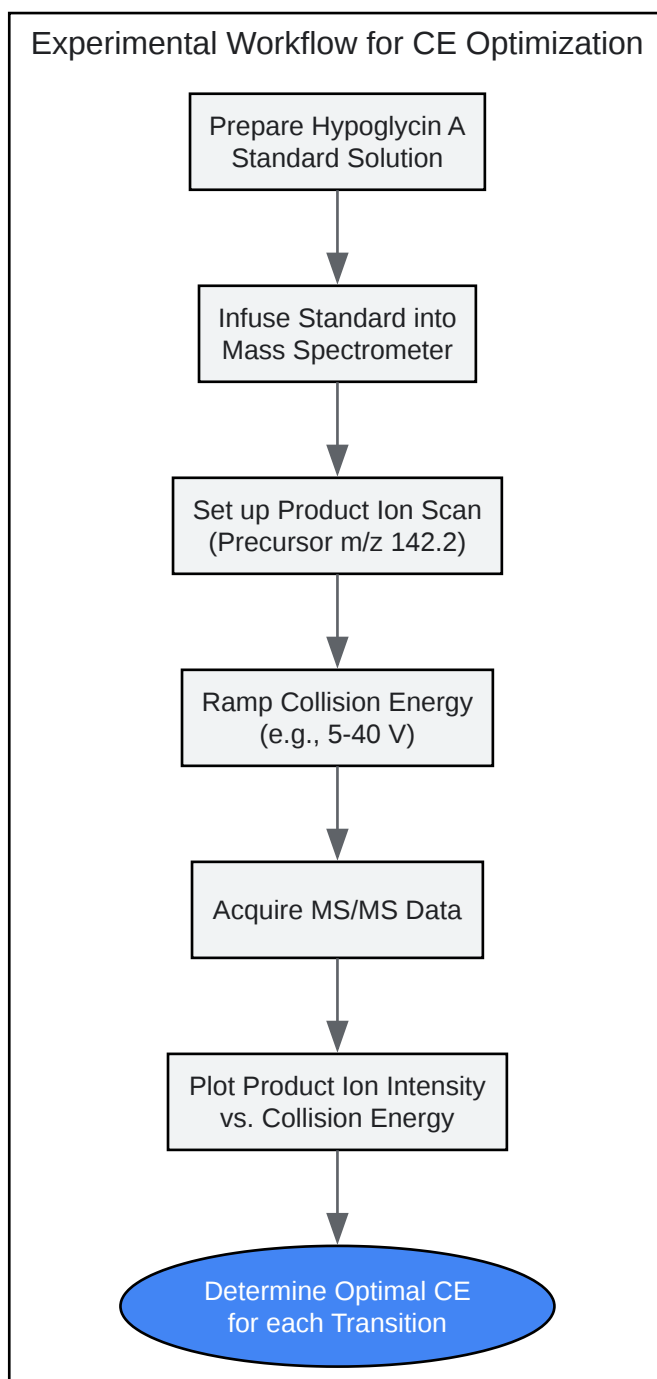 Experimental Workflow for CE Optimization
Prepare Hypoglycin A
Standard Solution
Infuse Standard into
Mass Spectrometer
Set up Product Ion Scan
(Precursor m/z 142.2)
Ramp Collision Energy
(e.g., 5-40 V)
Acquire MS/MS Data
Plot Product Ion Intensity
vs. Collision Energy
Determine Optimal CE
for each Transition